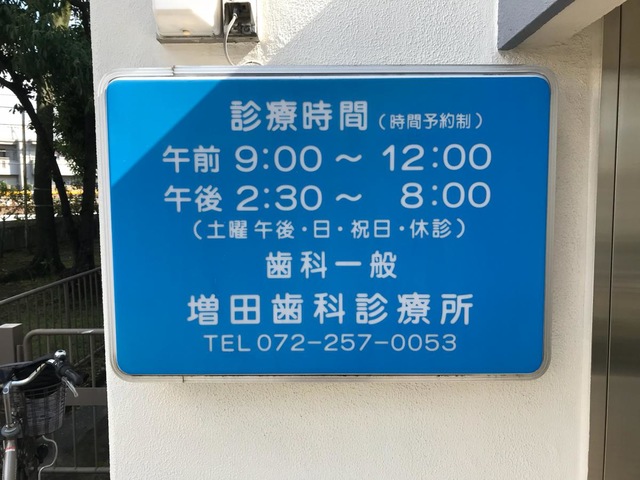 診療時間(時間予約制)
午前 9:00 ~ 12:00
午後 2:30 ~ 8:00
(土曜午後・日・祝日・休診)
歯科一般
増田歯科診療所
TEL 072-257-0053